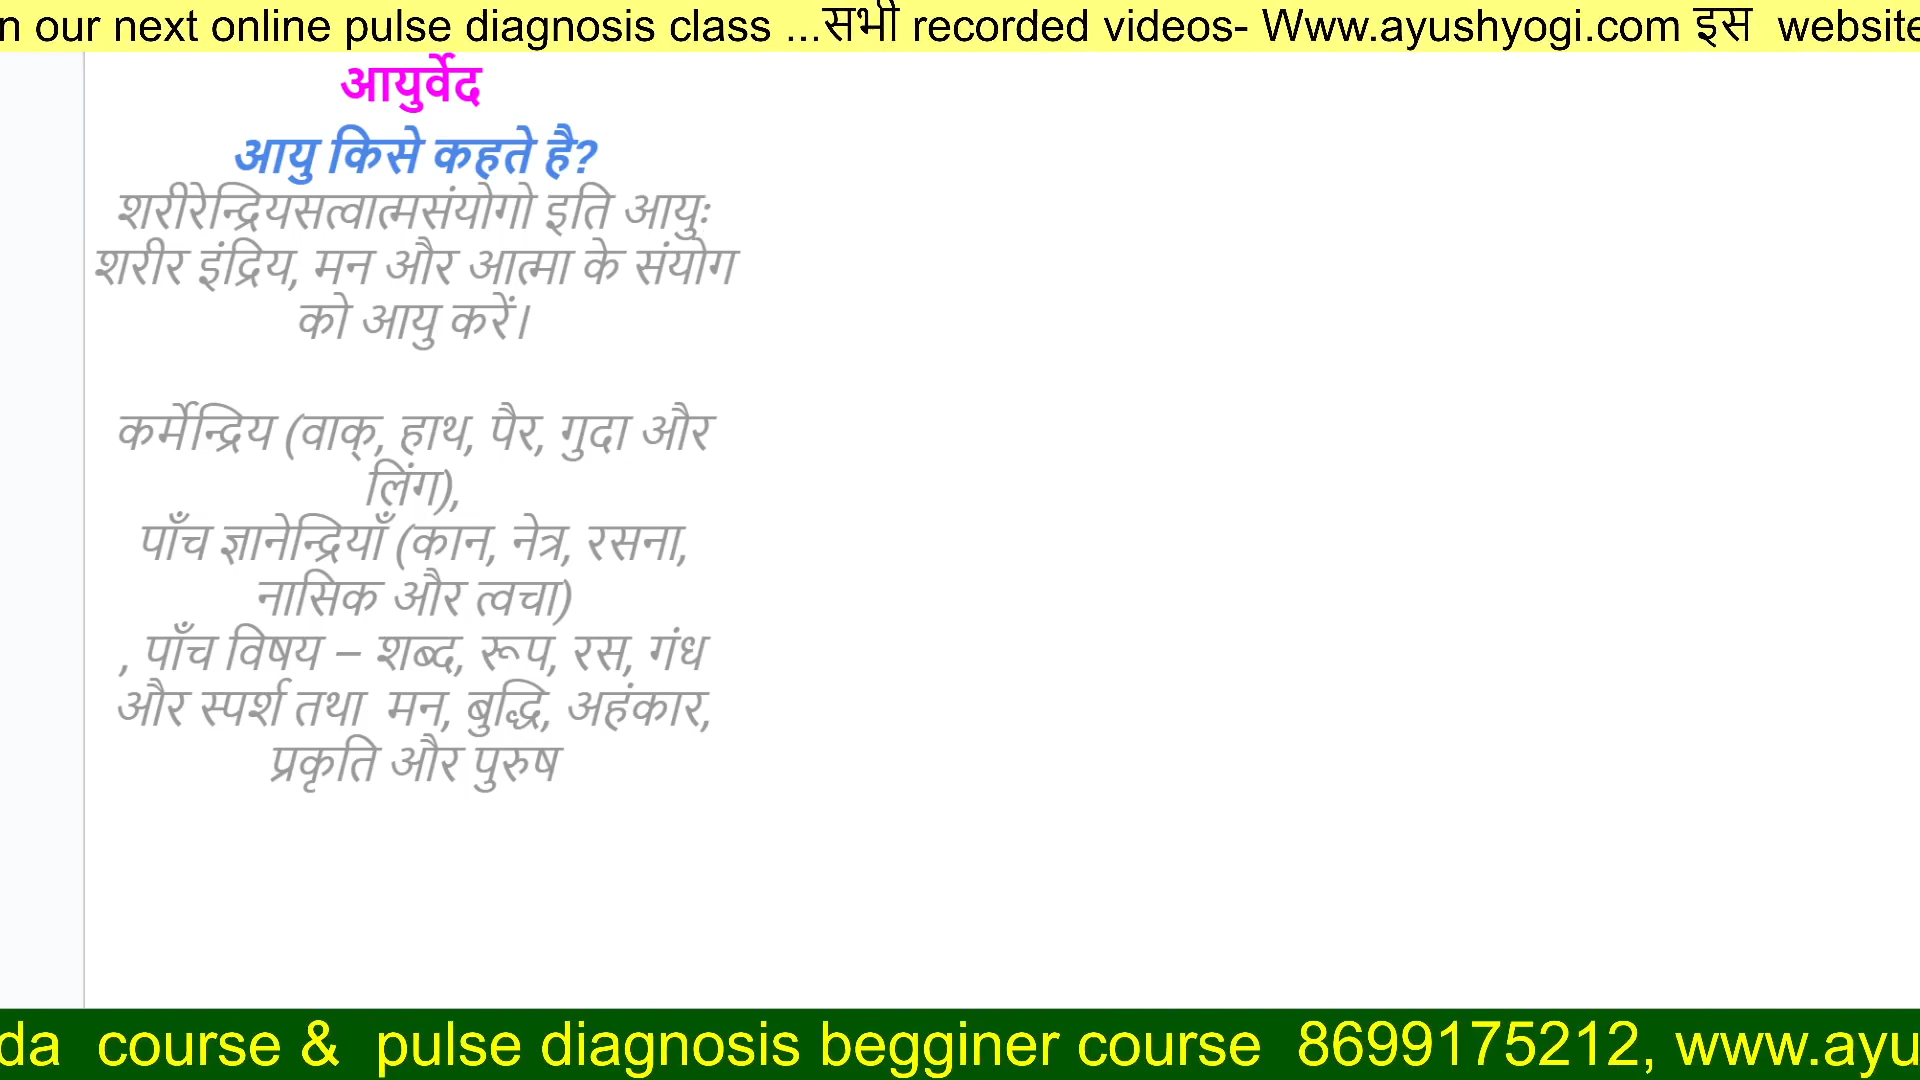 n our next online pulse diagnosis class ...सभी recorded videos- Www.ayushyogi.com इस  website
आयुर्वेद
आयु किसे कहते है?
शरीरेन्द्रियसत्वात्मसंयोगो इति आयुः
शरीर इंद्रिय, मन और आत्मा के संयोग
को आयु करें।
कर्मेन्द्रिय (वाक्, हाथ, पैर, गुदा और
लिंग),
पाँच ज्ञानेन्द्रियाँ (कान, नेत्र, रसना,
नासिक और त्वचा)
, पाँच विषय – शब्द, रूप, रस, गंध
और स्पर्श तथा  मन, बुद्धि, अहंकार,
प्रकृति और पुरुष
da  course &  pulse diagnosis begginer course  8699175212, www.ayu